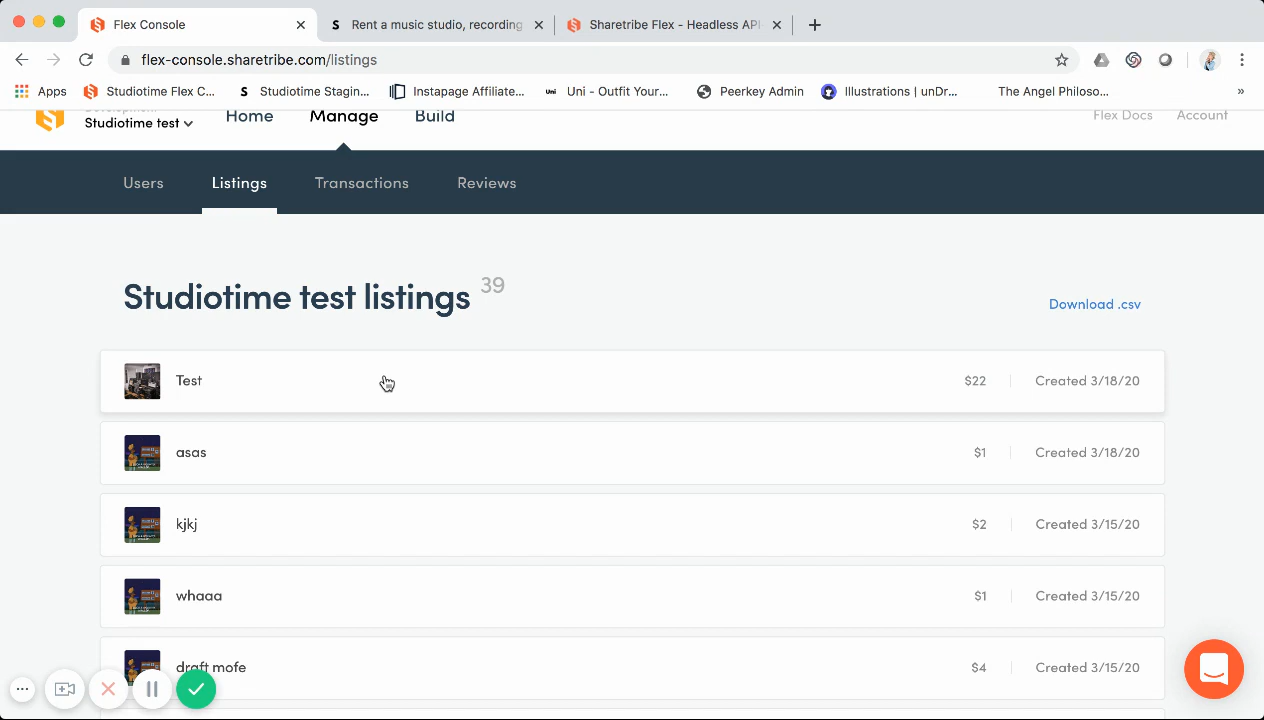 Flex Console
Rent a music studio, recording
Sharetribe Flex - Headless API
flex-console.sharetribe.com/listings
Apps
Studiotime Flex C...
S
Studiotime Stagin...
Instapage Affiliate...
Uni
Uni - Outfit Your...
Peerkey Admin
Illustrations | unDr...
The Angel Philoso...
»
Studiotime test
Home
Manage
Build
Flex Docs
Account
Users
Listings
Transactions
Reviews
Studiotime test listings 39
Download .csv
Test
$22
Created 3/18/20
asas
$1
Created 3/18/20
kjkj
$2
Created 3/15/20
whaaa
$1
Created 3/15/20
draft mofe
$4
Created 3/15/20